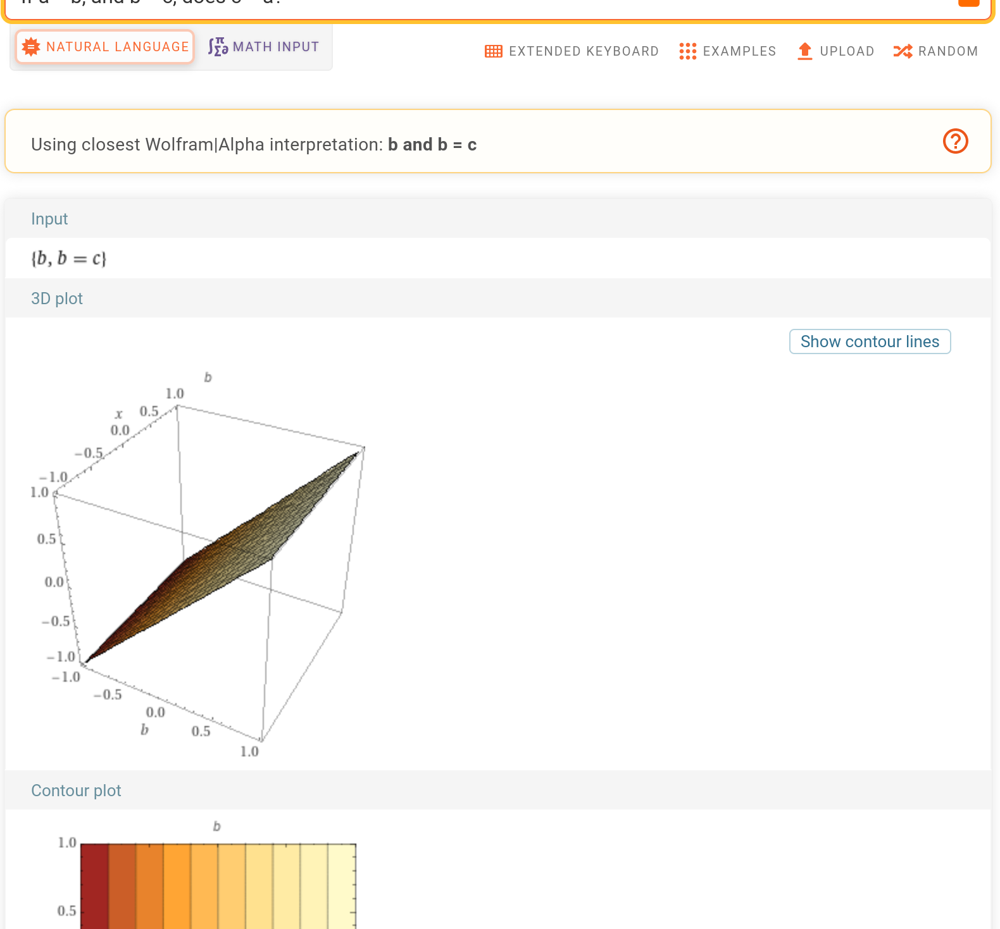 NATURAL LANGUAGE
MATH INPUT
EXTENDED KEYBOARD
EXAMPLES
UPLOAD
RANDOM
Using closest Wolfram|Alpha interpretation: b and b = c
Input
{b, b = c}
3D plot
Show contour lines
b
1.0
x
0.5
0.0
−0.5
−1.0
1.0
0.5
0.0
−0.5
−1.0
−1.0
−0.5
0.0
b
0.5
1.0
Contour plot
b
1.0
0.5